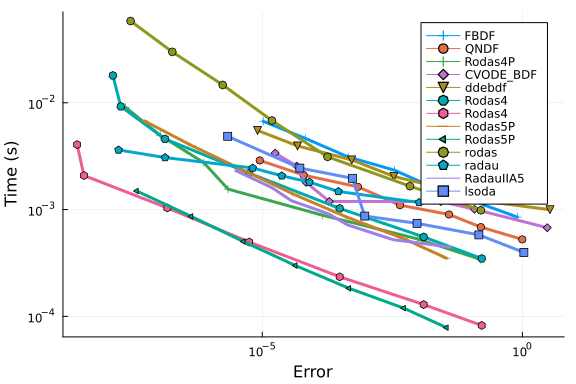 FBDF
QNDF
Rodas4P
CVODE_BDF
ddebdf
Rodas4
Rodas4
Rodas5P
Rodas5P
rodas
radau
RadauIIA5
lsoda
Time (s)
10⁻²
10⁻³
10⁻⁴
10⁻⁵
10⁰
Error